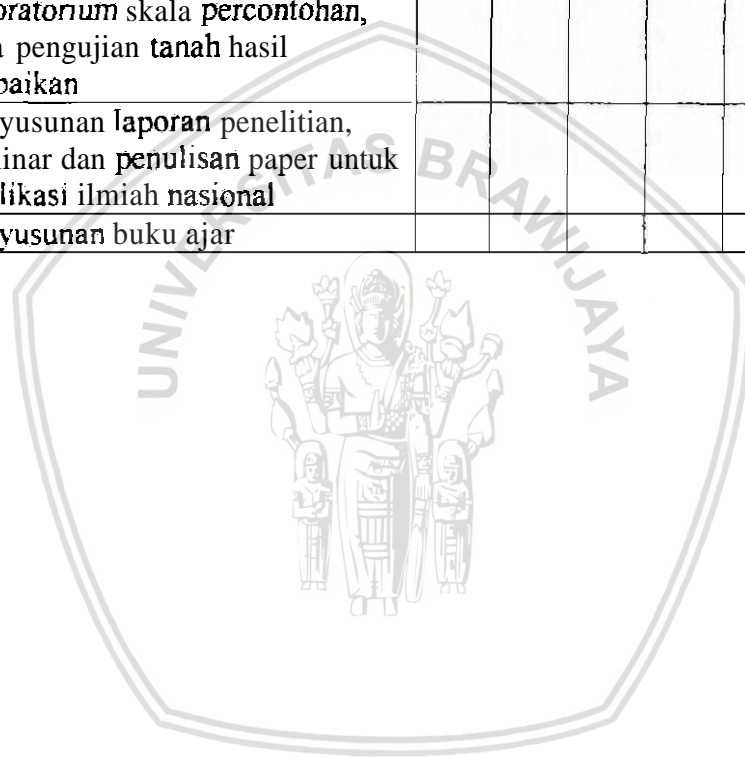 oratorium skala percontohan,
a pengujian tanah hasil
baikan
yusunan laporan penelitian,
inar dan penulisan paper untuk
likasi ilmiah nasional
yusunan buku ajar
UNIVERSITAS BRAWIJAYA